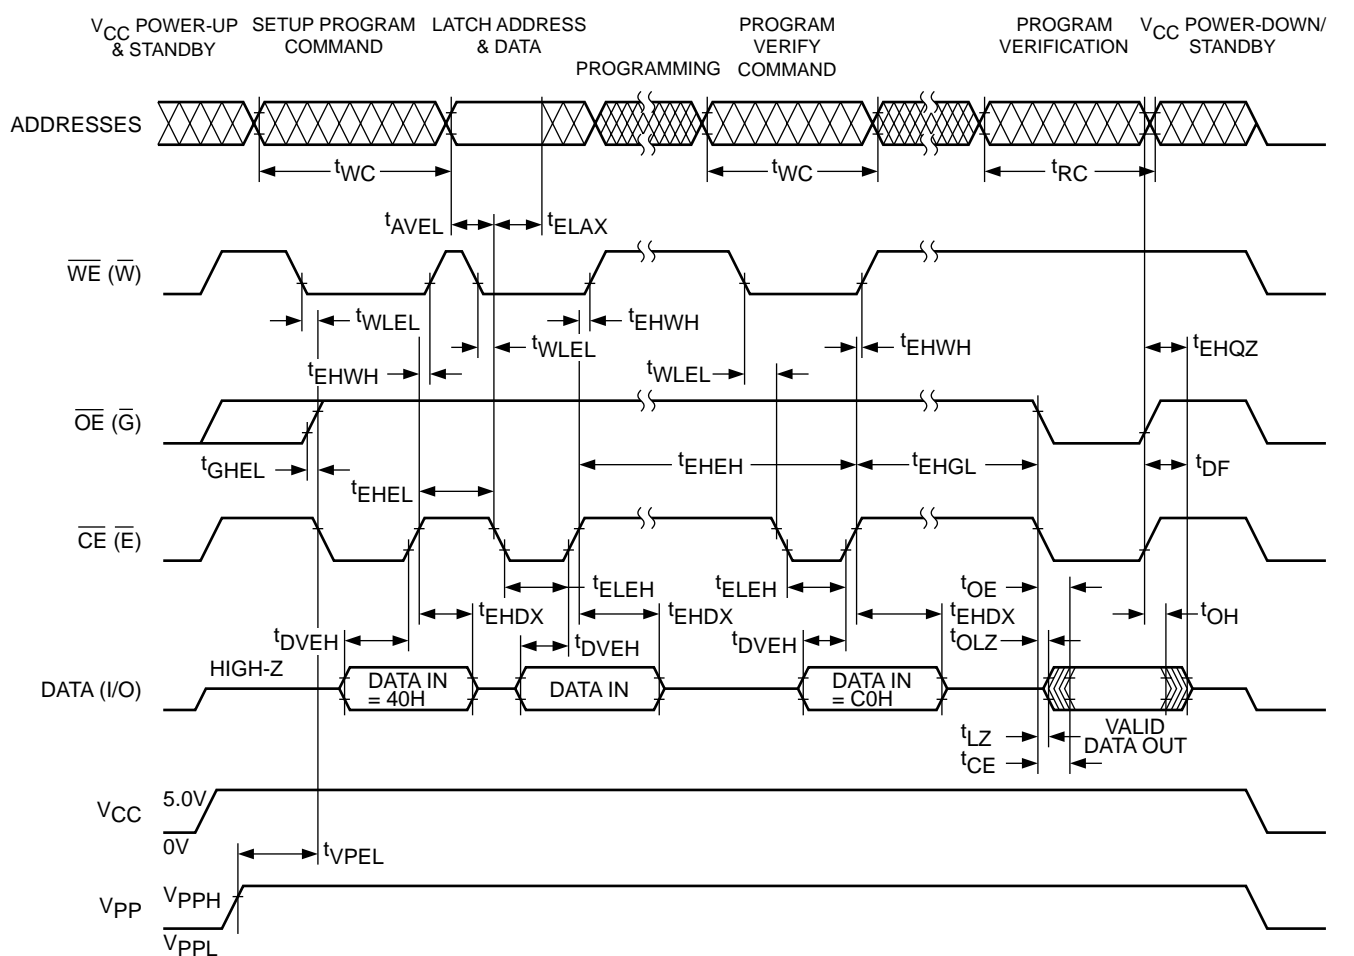 VCC POWER-UP & STANDBY
SETUP PROGRAM COMMAND
LATCH ADDRESS & DATA
PROGRAMMING
PROGRAM VERIFY COMMAND
PROGRAM VERIFICATION
VCC POWER-DOWN/ STANDBY
ADDRESSES
tWC
tWC
tRC
tAVEL
tELAX
WE (W)
tWLEL
tWLEL
tEHWH
tEHWH
tEHQZ
tEHWH
tWLEL
OE (G)
tGHEL
tEHEH
tEHGL
tDF
tEHEL
CE (E)
tELEH
tELEH
tOE
tEHDX
tEHDX
tEHDX
tOH
tDVEH
tDVEH
tDVEH
tOLZ
HIGH-Z
DATA (I/O)
DATA IN = 40H
DATA IN
DATA IN = C0H
VALID DATA OUT
tLZ
tCE
VCC
5.0V
0V
tVPEL
VPP
VPPH
VPPL